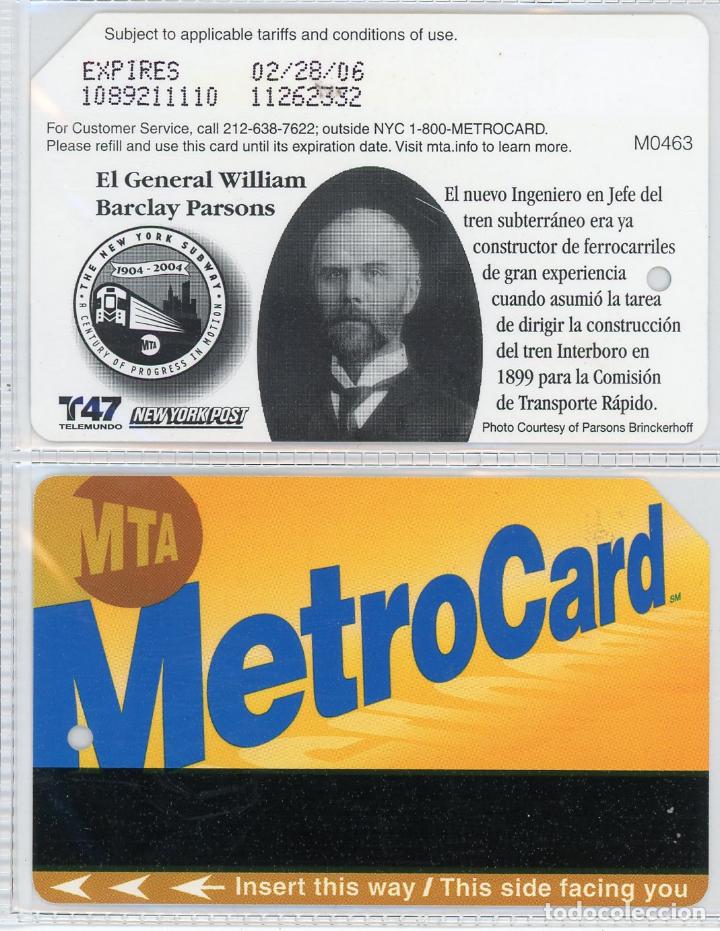 Subject to applicable tariffs and conditions of use.
EXPIRES 02/28/06
1089211110 11262332
For Customer Service, call 212-638-7622; outside NYC 1-800-METROCARD.
Please refill and use this card until its expiration date. Visit mta.info to learn more.
M0463
El General William
Barclay Parsons
THE NEW YORK SUBWAY
1904 - 2004
MTA
A CENTURY OF PROGRESS IN MOTION
T47
TELEMUNDO
NEW YORK POST
El nuevo Ingeniero en Jefe del
tren subterráneo era ya
constructor de ferrocarriles
de gran experiencia
cuando asumió la tarea
de dirigir la construcción
del tren Interboro en
1899 para la Comisión
de Transporte Rápido.
Photo Courtesy of Parsons Brinckerhoff
MTA
MetroCard
SM
Insert this way / This side facing you
todocoleccion